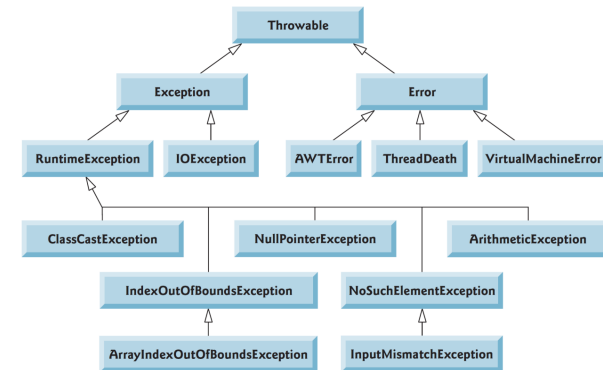 Throwable
Exception
Error
RuntimeException
IOException
AWTError
ThreadDeath
VirtualMachineError
ClassCastException
NullPointerException
ArithmeticException
IndexOutOfBoundsException
NoSuchElementException
ArrayIndexOutOfBoundsException
InputMismatchException